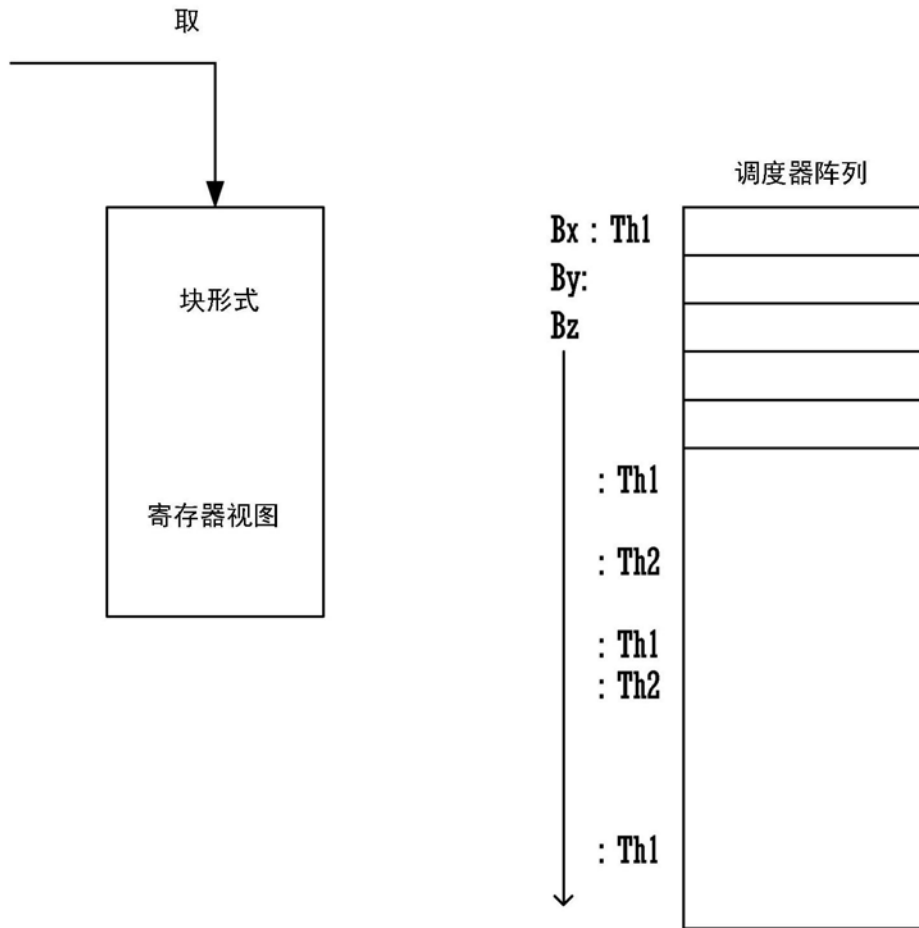 取
块形式
寄存器视图
调度器阵列
Bx : Th1
By:
Bz
: Th1
: Th2
: Th1
: Th2
: Th1